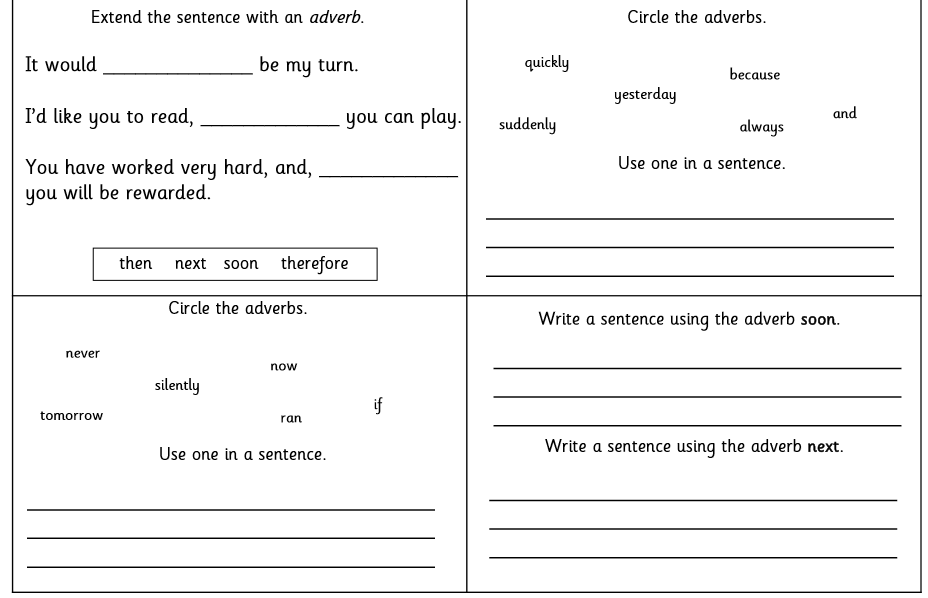 Extend the sentence with an adverb.
It would ______________ be my turn.
I'd like you to read, _____________ you can play.
You have worked very hard, and, _____________
you will be rewarded.
then next soon therefore
Circle the adverbs.
quickly
because
yesterday
and
suddenly
always
Use one in a sentence.
Circle the adverbs.
never
now
silently
if
tomorrow
ran
Use one in a sentence.
Write a sentence using the adverb soon.
Write a sentence using the adverb next.